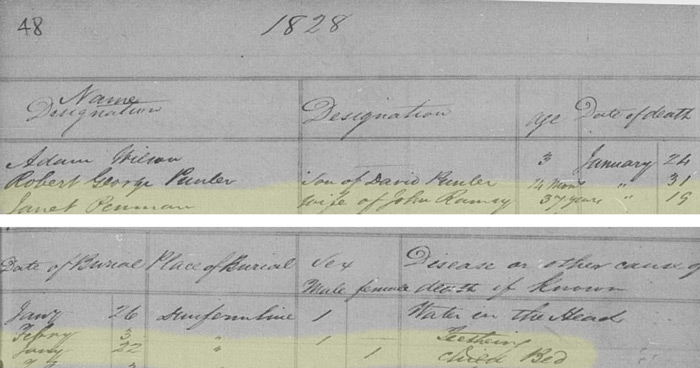 48 1828
Name
Designation Designation age Date of death
Adam Wilson 3 January 24
Robert George Punler Son of David Punler 14 Mons " 31
Janet Penman wife of John Ramsay 37 years " 19
Date of Burial Place of Burial Sex Disease or other cause of
Male female death if known
Jany 26 Dunfermline 1 Water in the Head
Febry 3 " 1 Teething
Jany 22 " 1 Child Bed